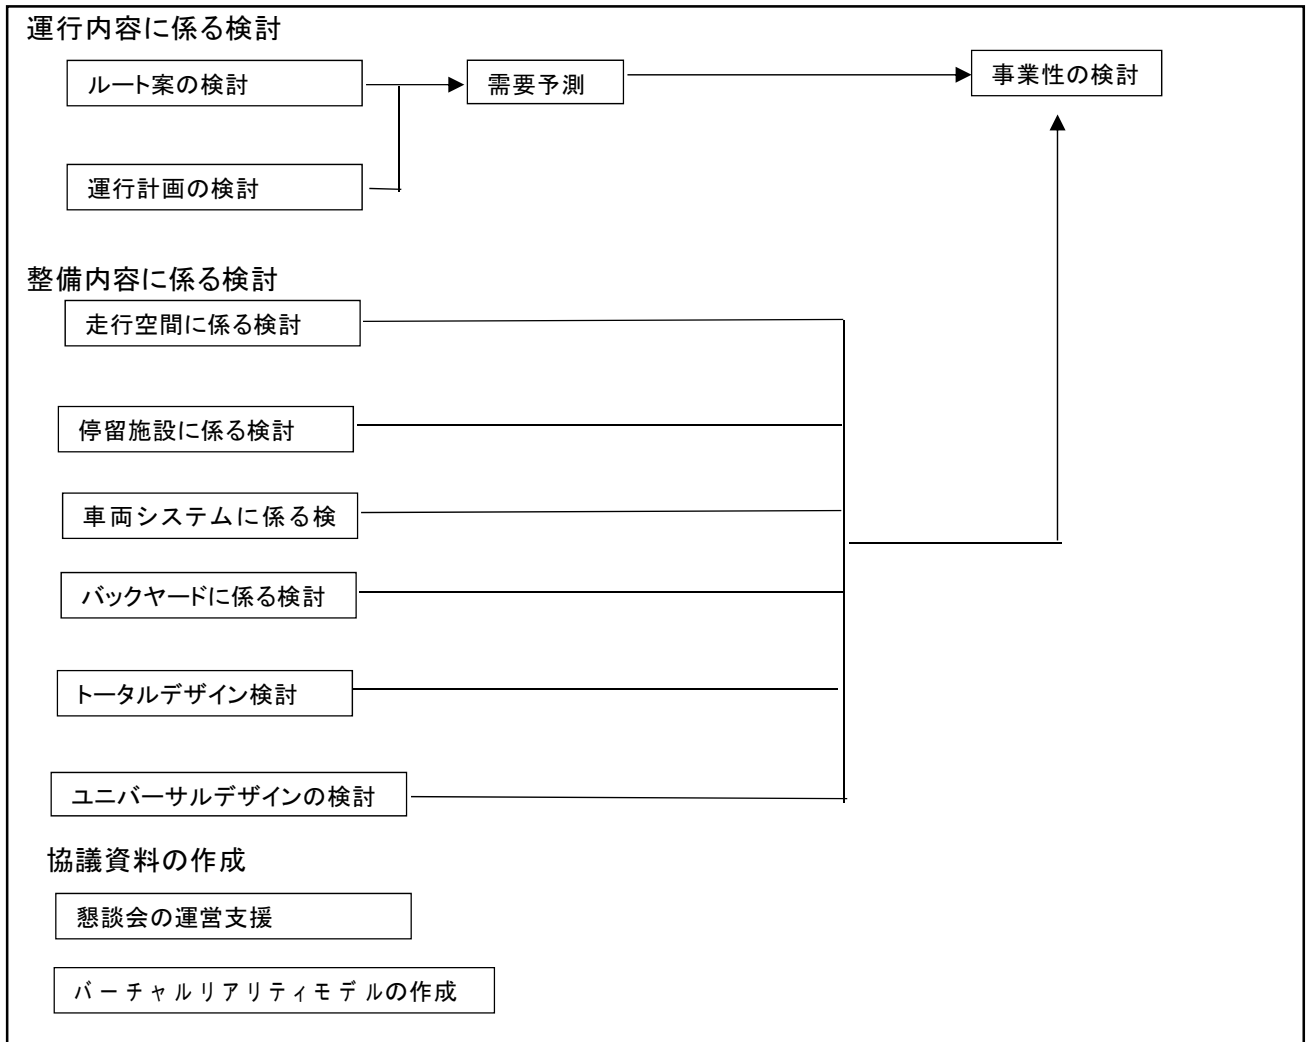 運行内容に係る検討
ルート案の検討
需要予測
事業性の検討
運行計画の検討
整備内容に係る検討
走行空間に係る検討
停留施設に係る検討
車両システムに係る検
バックヤードに係る検討
トータルデザイン検討
ユニバーサルデザインの検討
協議資料の作成
懇談会の運営支援
バーチャルリアリティモデルの作成